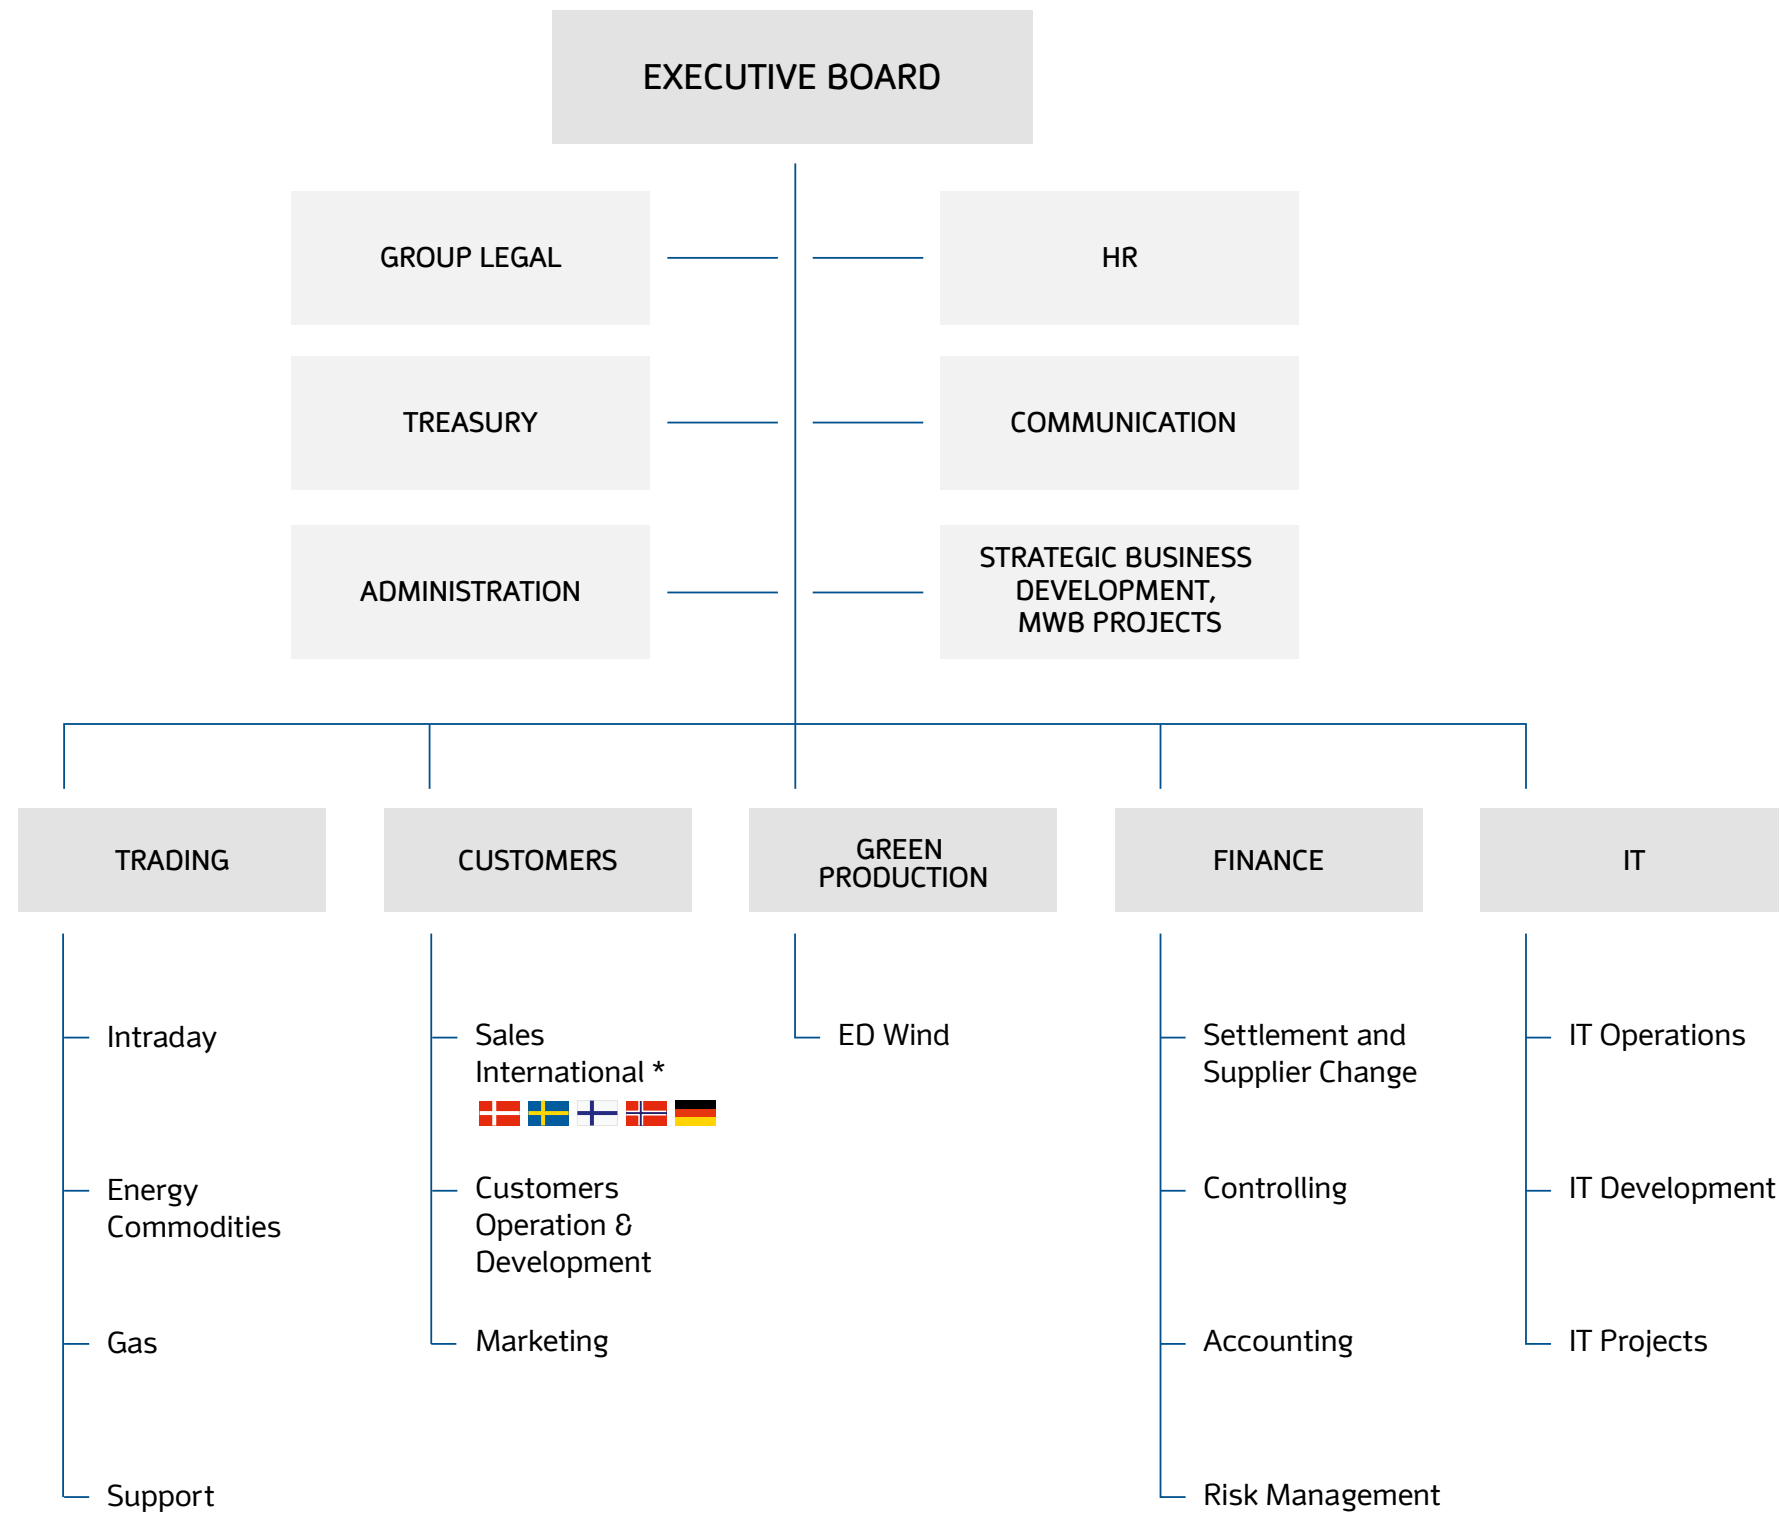 EXECUTIVE BOARD
GROUP LEGAL
HR
TREASURY
COMMUNICATION
ADMINISTRATION
STRATEGIC BUSINESS
DEVELOPMENT,
MWB PROJECTS
TRADING
CUSTOMERS
GREEN
PRODUCTION
FINANCE
IT
Intraday
Energy
Commodities
Gas
Support
Sales
International *
Customers
Operation &
Development
Marketing
ED Wind
Settlement and
Supplier Change
Controlling
Accounting
Risk Management
IT Operations
IT Development
IT Projects